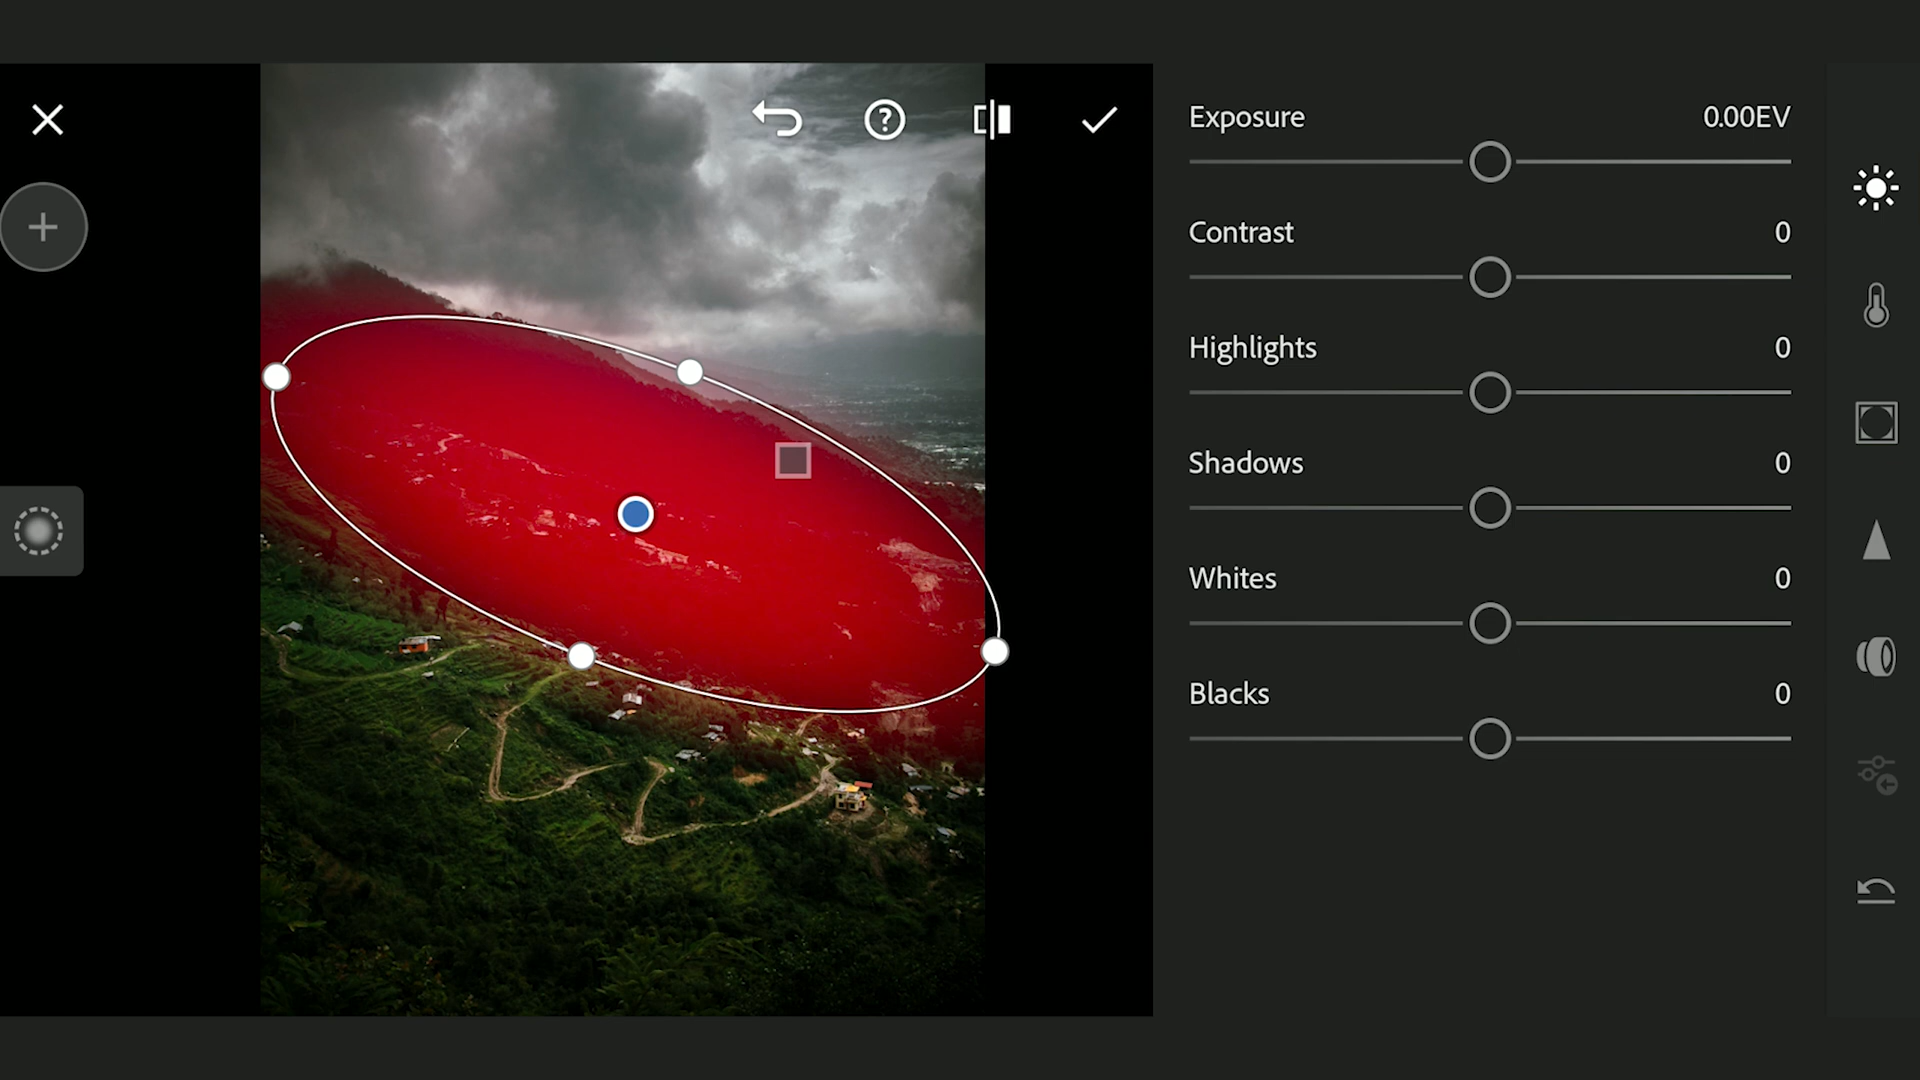 Exposure 0.00EV
Contrast 0
Highlights 0
Shadows 0
Whites 0
Blacks 0